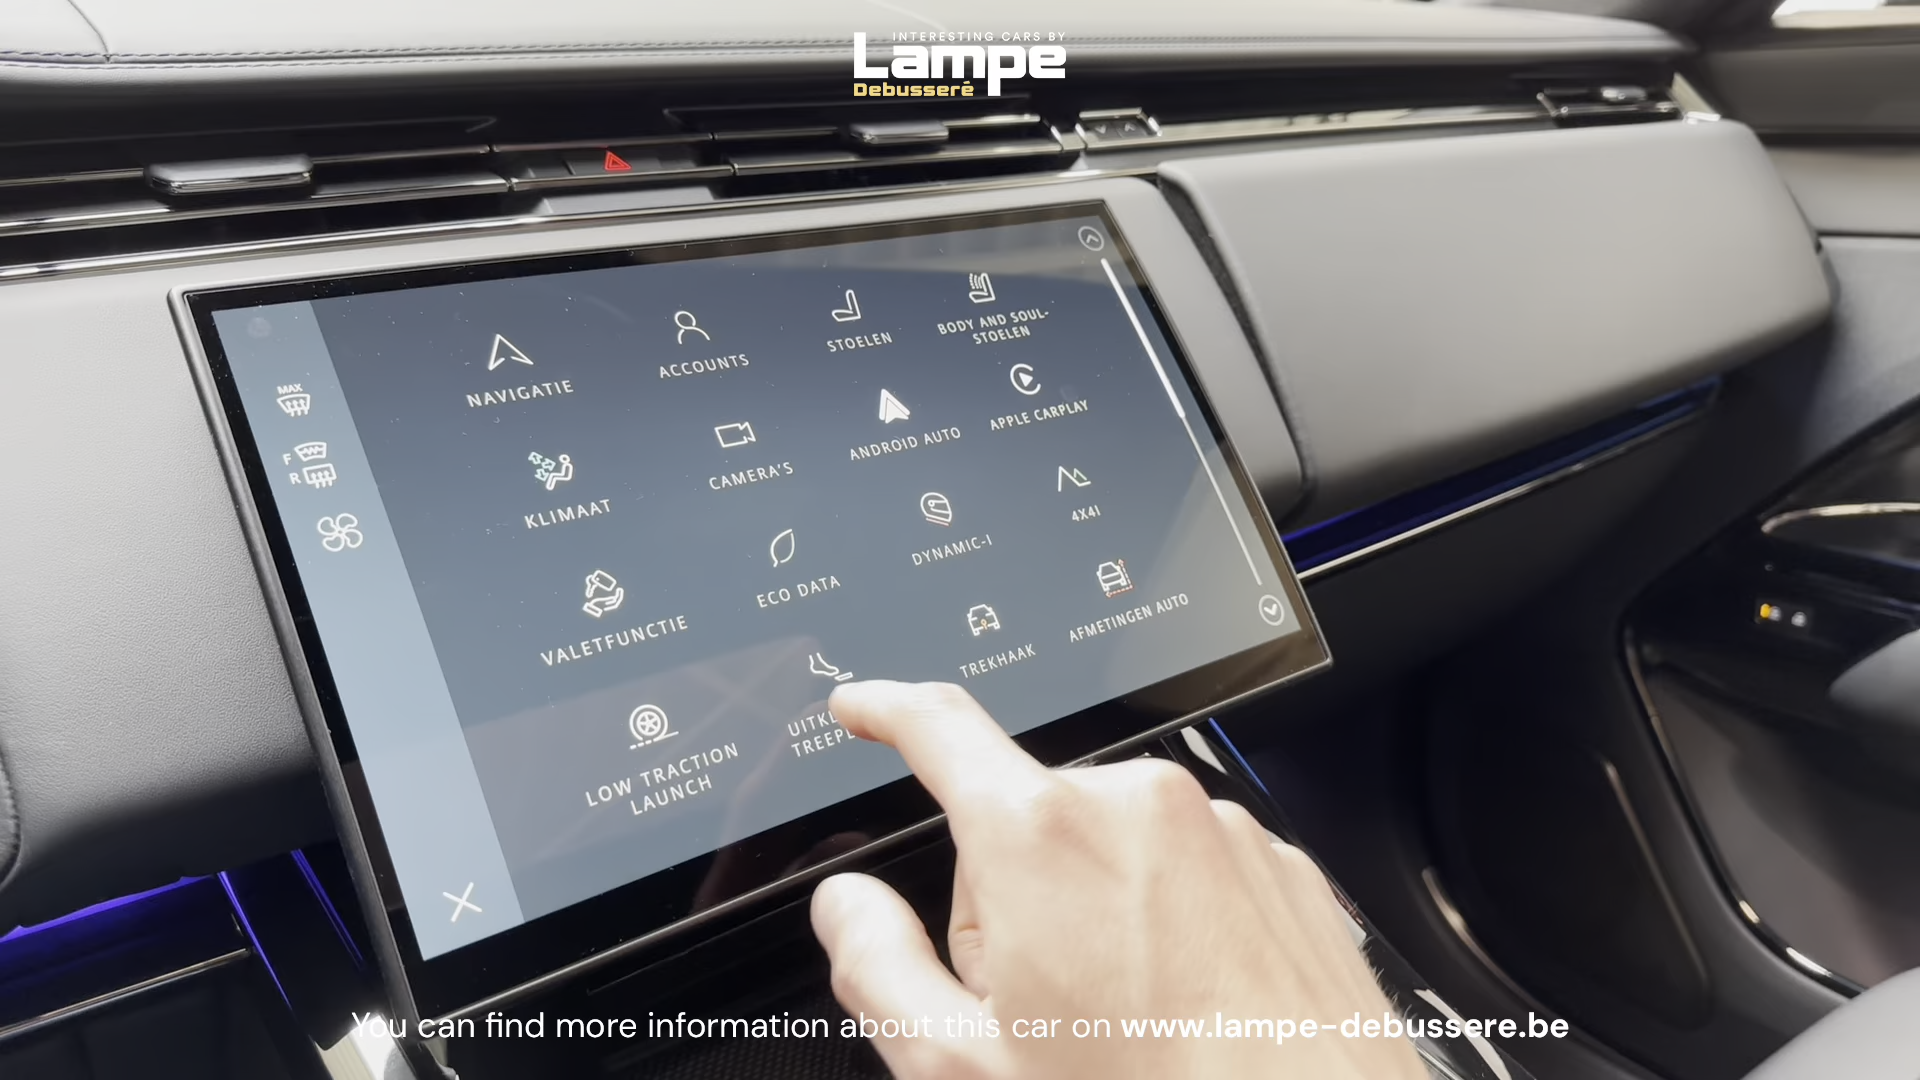 INTERESTING CARS BY
Lampe
Debusseré
NAVIGATIE
ACCOUNTS
STOELEN
BODY AND SOUL-
STOELEN
MAX
KLIMAAT
CAMERA'S
ANDROID AUTO
APPLE CARPLAY
F
R
VALETFUNCTIE
ECO DATA
DYNAMIC-I
4X4I
LOW TRACTION
LAUNCH
TREKHAAK
AFMETINGEN AUTO
You can find more information about this car on www.lampe-debussere.be